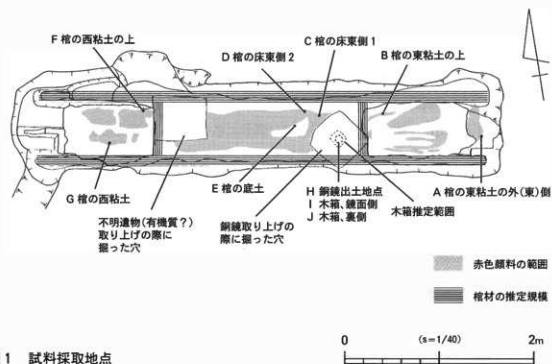 F 棺の西粘土の上
D 棺の床東側2
C 棺の床東側1
B 棺の東粘土の上
G 棺の西粘土
不明遺物(有機質?)
取り上げの際に
掘った穴
E 棺の底土
銅鏡取り上げの
際に掘った穴
H 銅鏡出土地点
I 木箱、鏡面側
J 木箱、裏側
木箱推定範囲
A 棺の東粘土の外(東)側
赤色顔料の範囲
棺材の推定規模
1 試料採取地点
0 (s=1/40) 2m